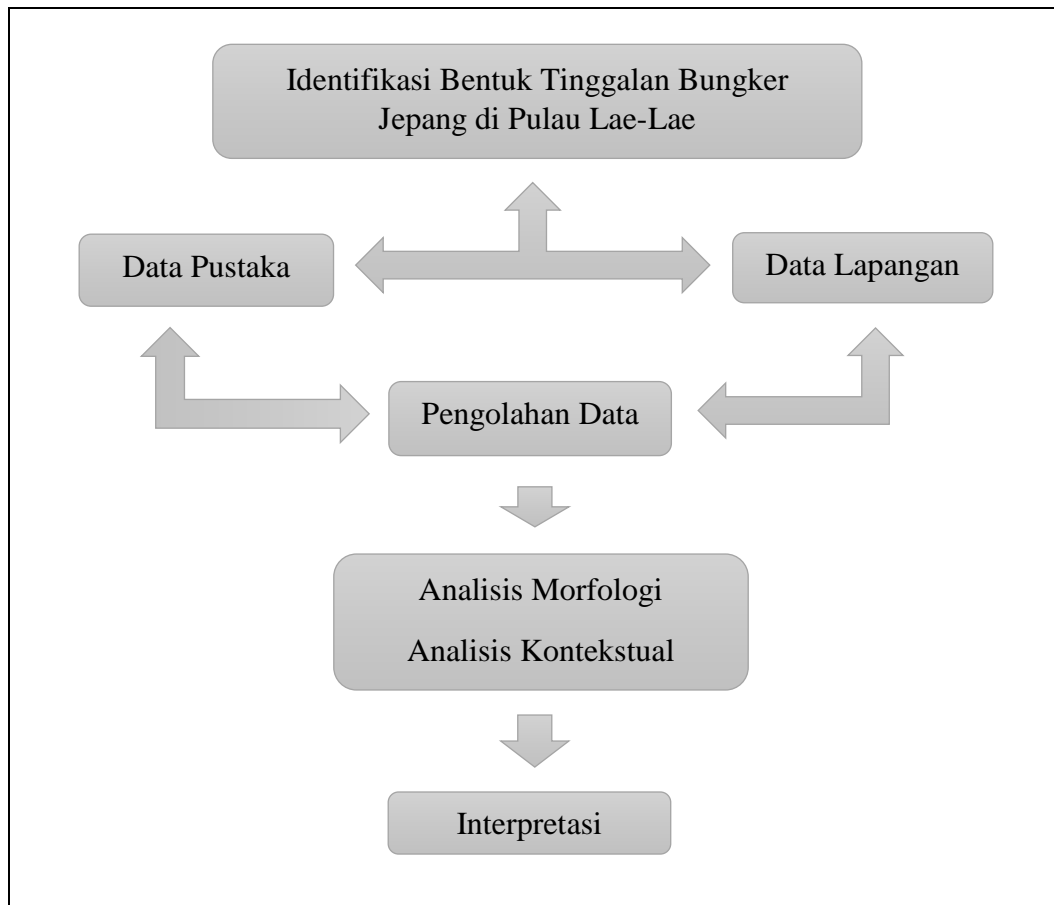 Identifikasi Bentuk Tinggalan Bungker
Jepang di Pulau Lae-Lae
Data Pustaka
Data Lapangan
Pengolahan Data
Analisis Morfologi
Analisis Kontekstual
Interpretasi